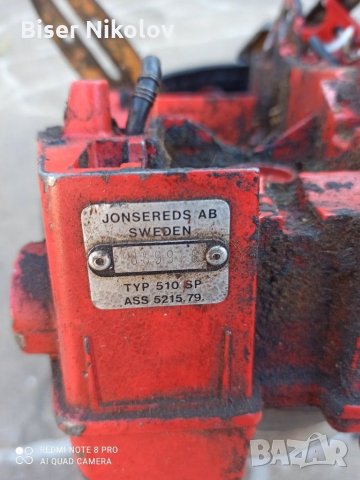 Biser Nikolov
JONSEREDS AB
SWEDEN
TYP 510 SP
ASS 5215.79.
REDMI NOTE 8 PRO
AI QUAD CAMERA
BAZAR
bg